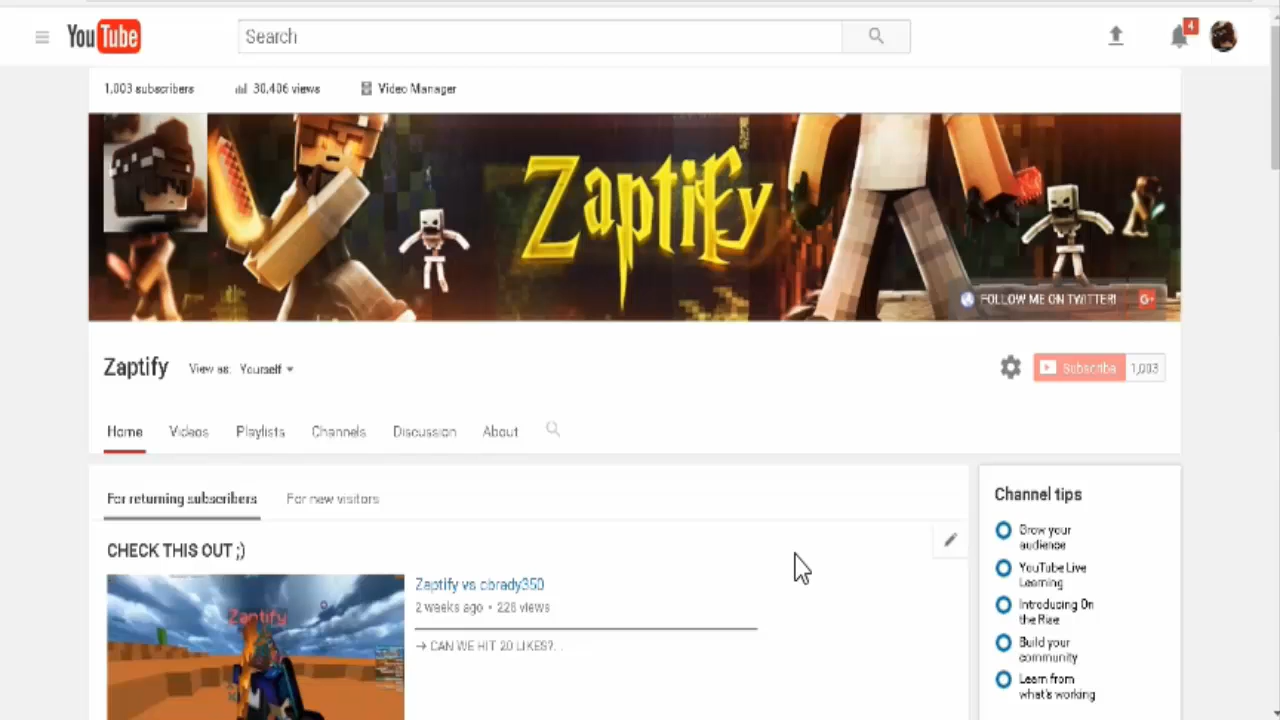 YouTube
Search
4
1,003 subscribers
30,406 views
Video Manager
Zaptify
FOLLOW ME ON TWITTER!
G+
Zaptify
View as: Yourself
Subscribe
1,003
Home
Videos
Playlists
Channels
Discussion
About
For returning subscribers
For new visitors
CHECK THIS OUT ;)
Zaptify
Zaptify vs cbrady350
2 weeks ago • 228 views
→ CAN WE HIT 20 LIKES?...
Channel tips
Grow your
audience
YouTube Live
Learning
Introducing On
the Rise
Build your
community
Learn from
what's working